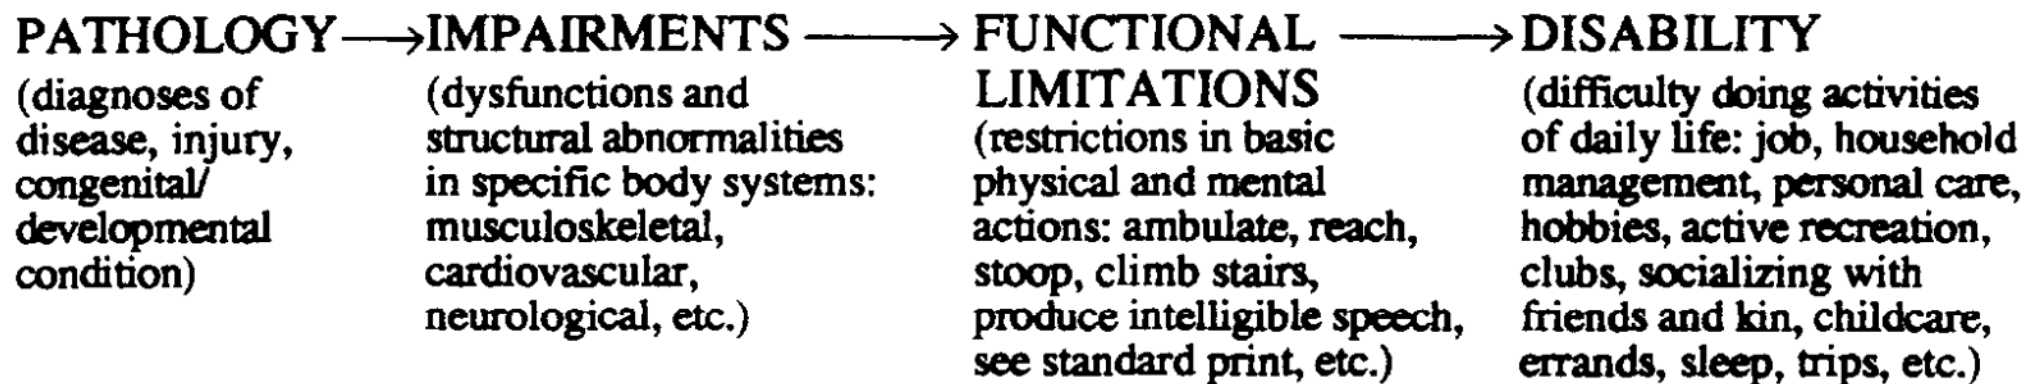 PATHOLOGY → IMPAIRMENTS → FUNCTIONAL LIMITATIONS → DISABILITY
(diagnoses of
disease, injury,
congenital/
developmental
condition)
(dysfunctions and
structural abnormalities
in specific body systems:
musculoskeletal,
cardiovascular,
neurological, etc.)
(restrictions in basic
physical and mental
actions: ambulate, reach,
stoop, climb stairs,
produce intelligible speech,
see standard print, etc.)
(difficulty doing activities
of daily life: job, household
management, personal care,
hobbies, active recreation,
clubs, socializing with
friends and kin, childcare,
errands, sleep, trips, etc.)